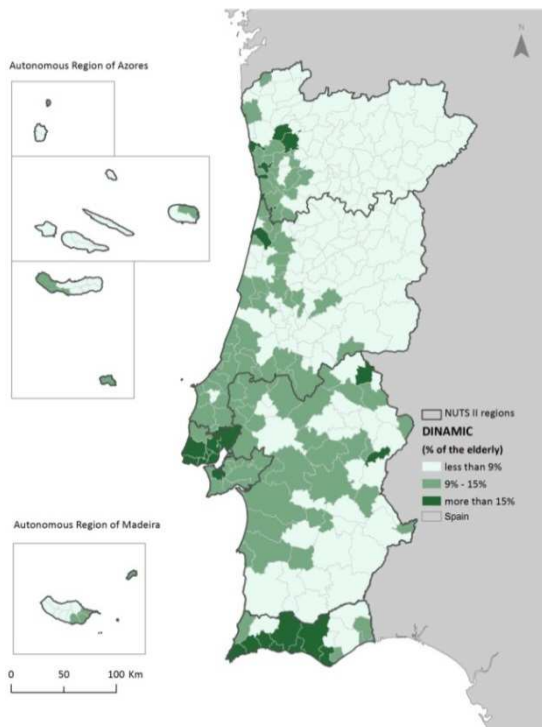 Autonomous Region of Azores
N
NUTS II regions
DINAMIC
(% of the elderly)
less than 9%
9% - 15%
more than 15%
Spain
Autonomous Region of Madeira
0 50 100 Km